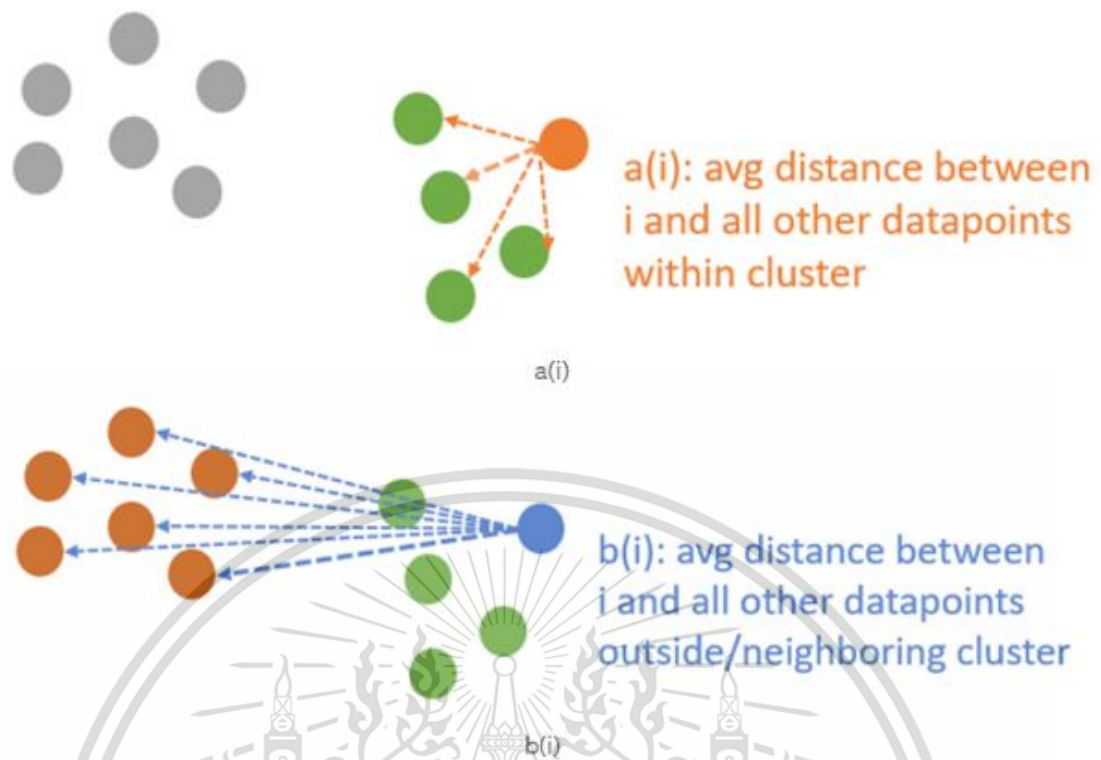 a(i): avg distance between
i and all other datapoints
within cluster
a(i)
b(i): avg distance between
i and all other datapoints
outside/neighboring cluster
b(i)